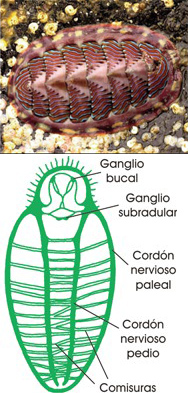 Ganglio
bucal
Ganglio
subradular
Cordón
nervioso
paleal
Cordón
nervioso
pedio
Comisuras